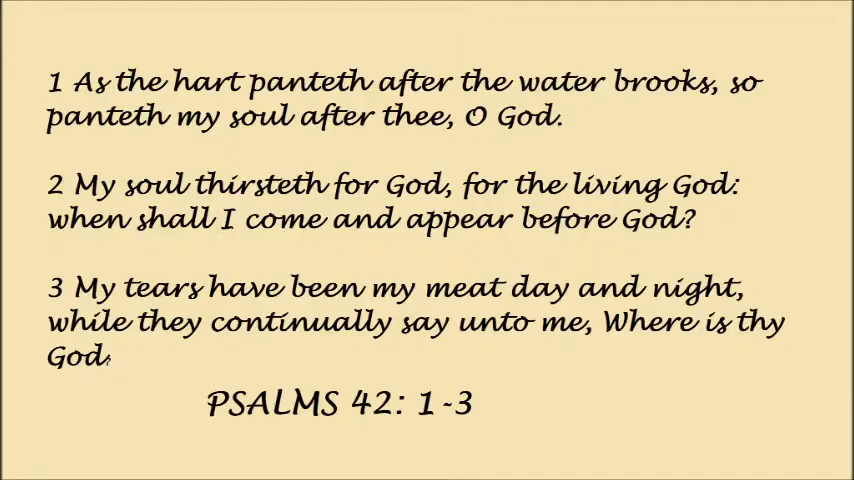 1 As the hart panteth after the water brooks, so
panteth my soul after thee, O God.
2 My soul thirsteth for God, for the living God:
when shall I come and appear before God?
3 My tears have been my meat day and night,
while they continually say unto me, Where is thy
God?
PSALMS 42: 1-3